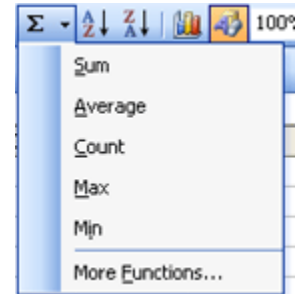 Σ A Z Z A 100%
Sum
Average
Count
Max
Min
More Functions...